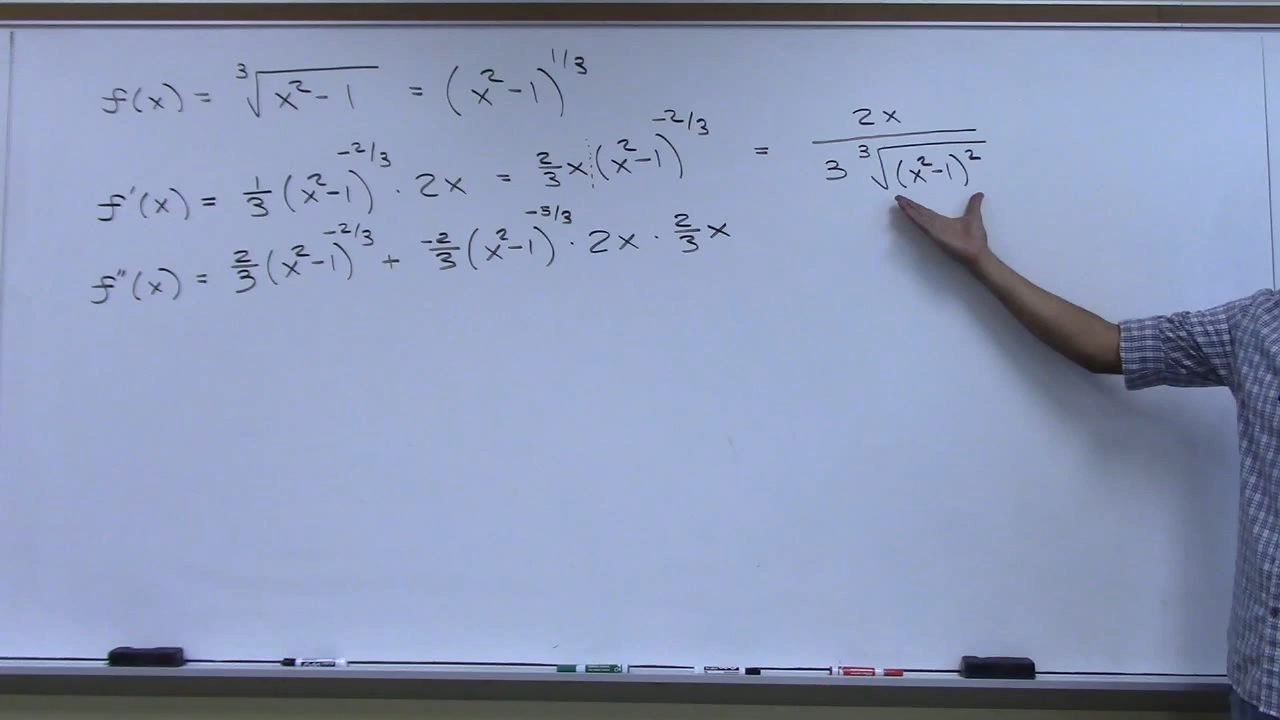 f(x) = ∛(x²-1) = (x²-1)^{1/3}
f'(x) = 1/3 (x²-1)^{-2/3} · 2x = 2/3 x (x²-1)^{-2/3} = 2x / (3 ∛((x²-1)²))
f''(x) = 2/3 (x²-1)^{-2/3} + -2/3 (x²-1)^{-5/3} · 2x · 2/3 x